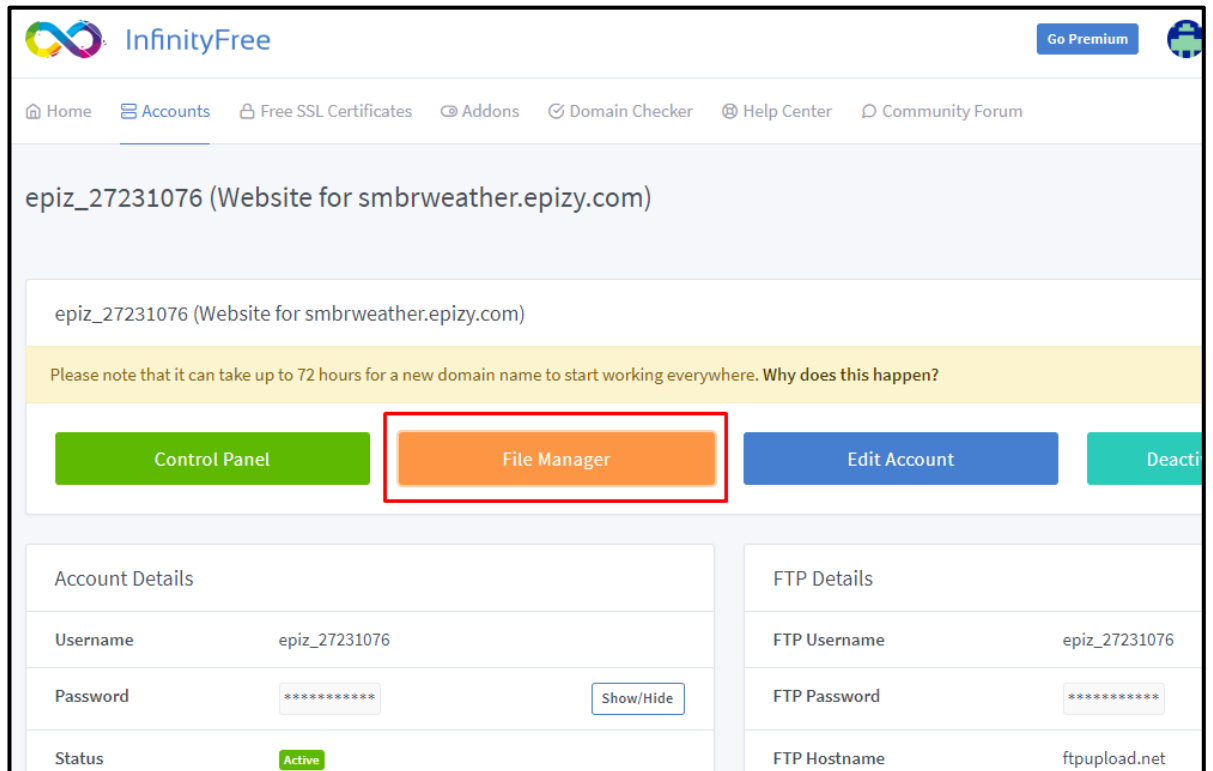 InfinityFree
Go Premium
Home Accounts Free SSL Certificates Addons Domain Checker Help Center Community Forum
epiz_27231076 (Website for smbrweather.epizy.com)
epiz_27231076 (Website for smbrweather.epizy.com)
Please note that it can take up to 72 hours for a new domain name to start working everywhere. Why does this happen?
Control Panel File Manager Edit Account Deacti
Account Details
Username epiz_27231076
Password *********** Show/Hide
Status Active
FTP Details
FTP Username epiz_27231076
FTP Password ***********
FTP Hostname ftpupload.net